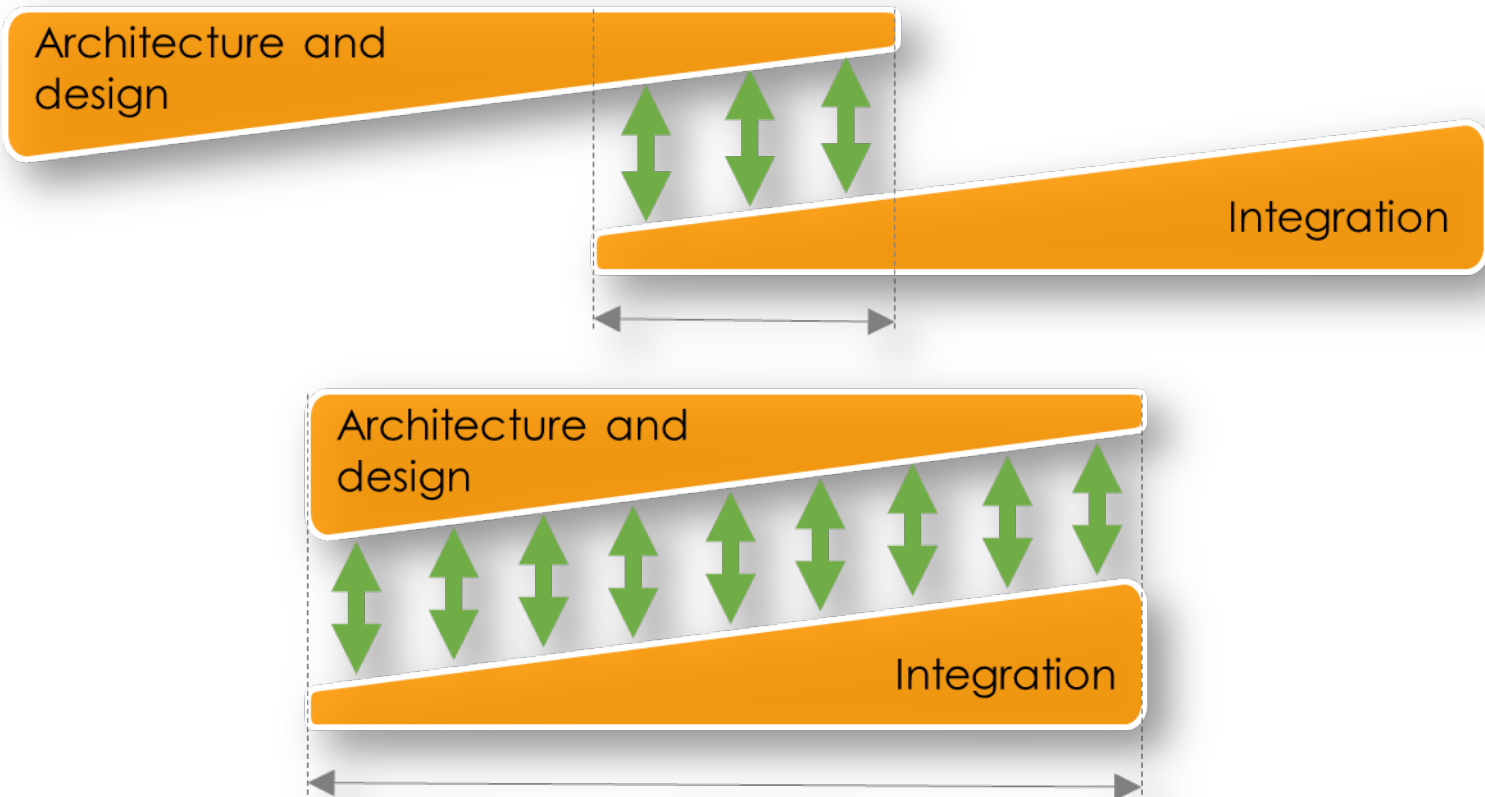 Architecture and
design
Integration
Architecture and
design
Integration